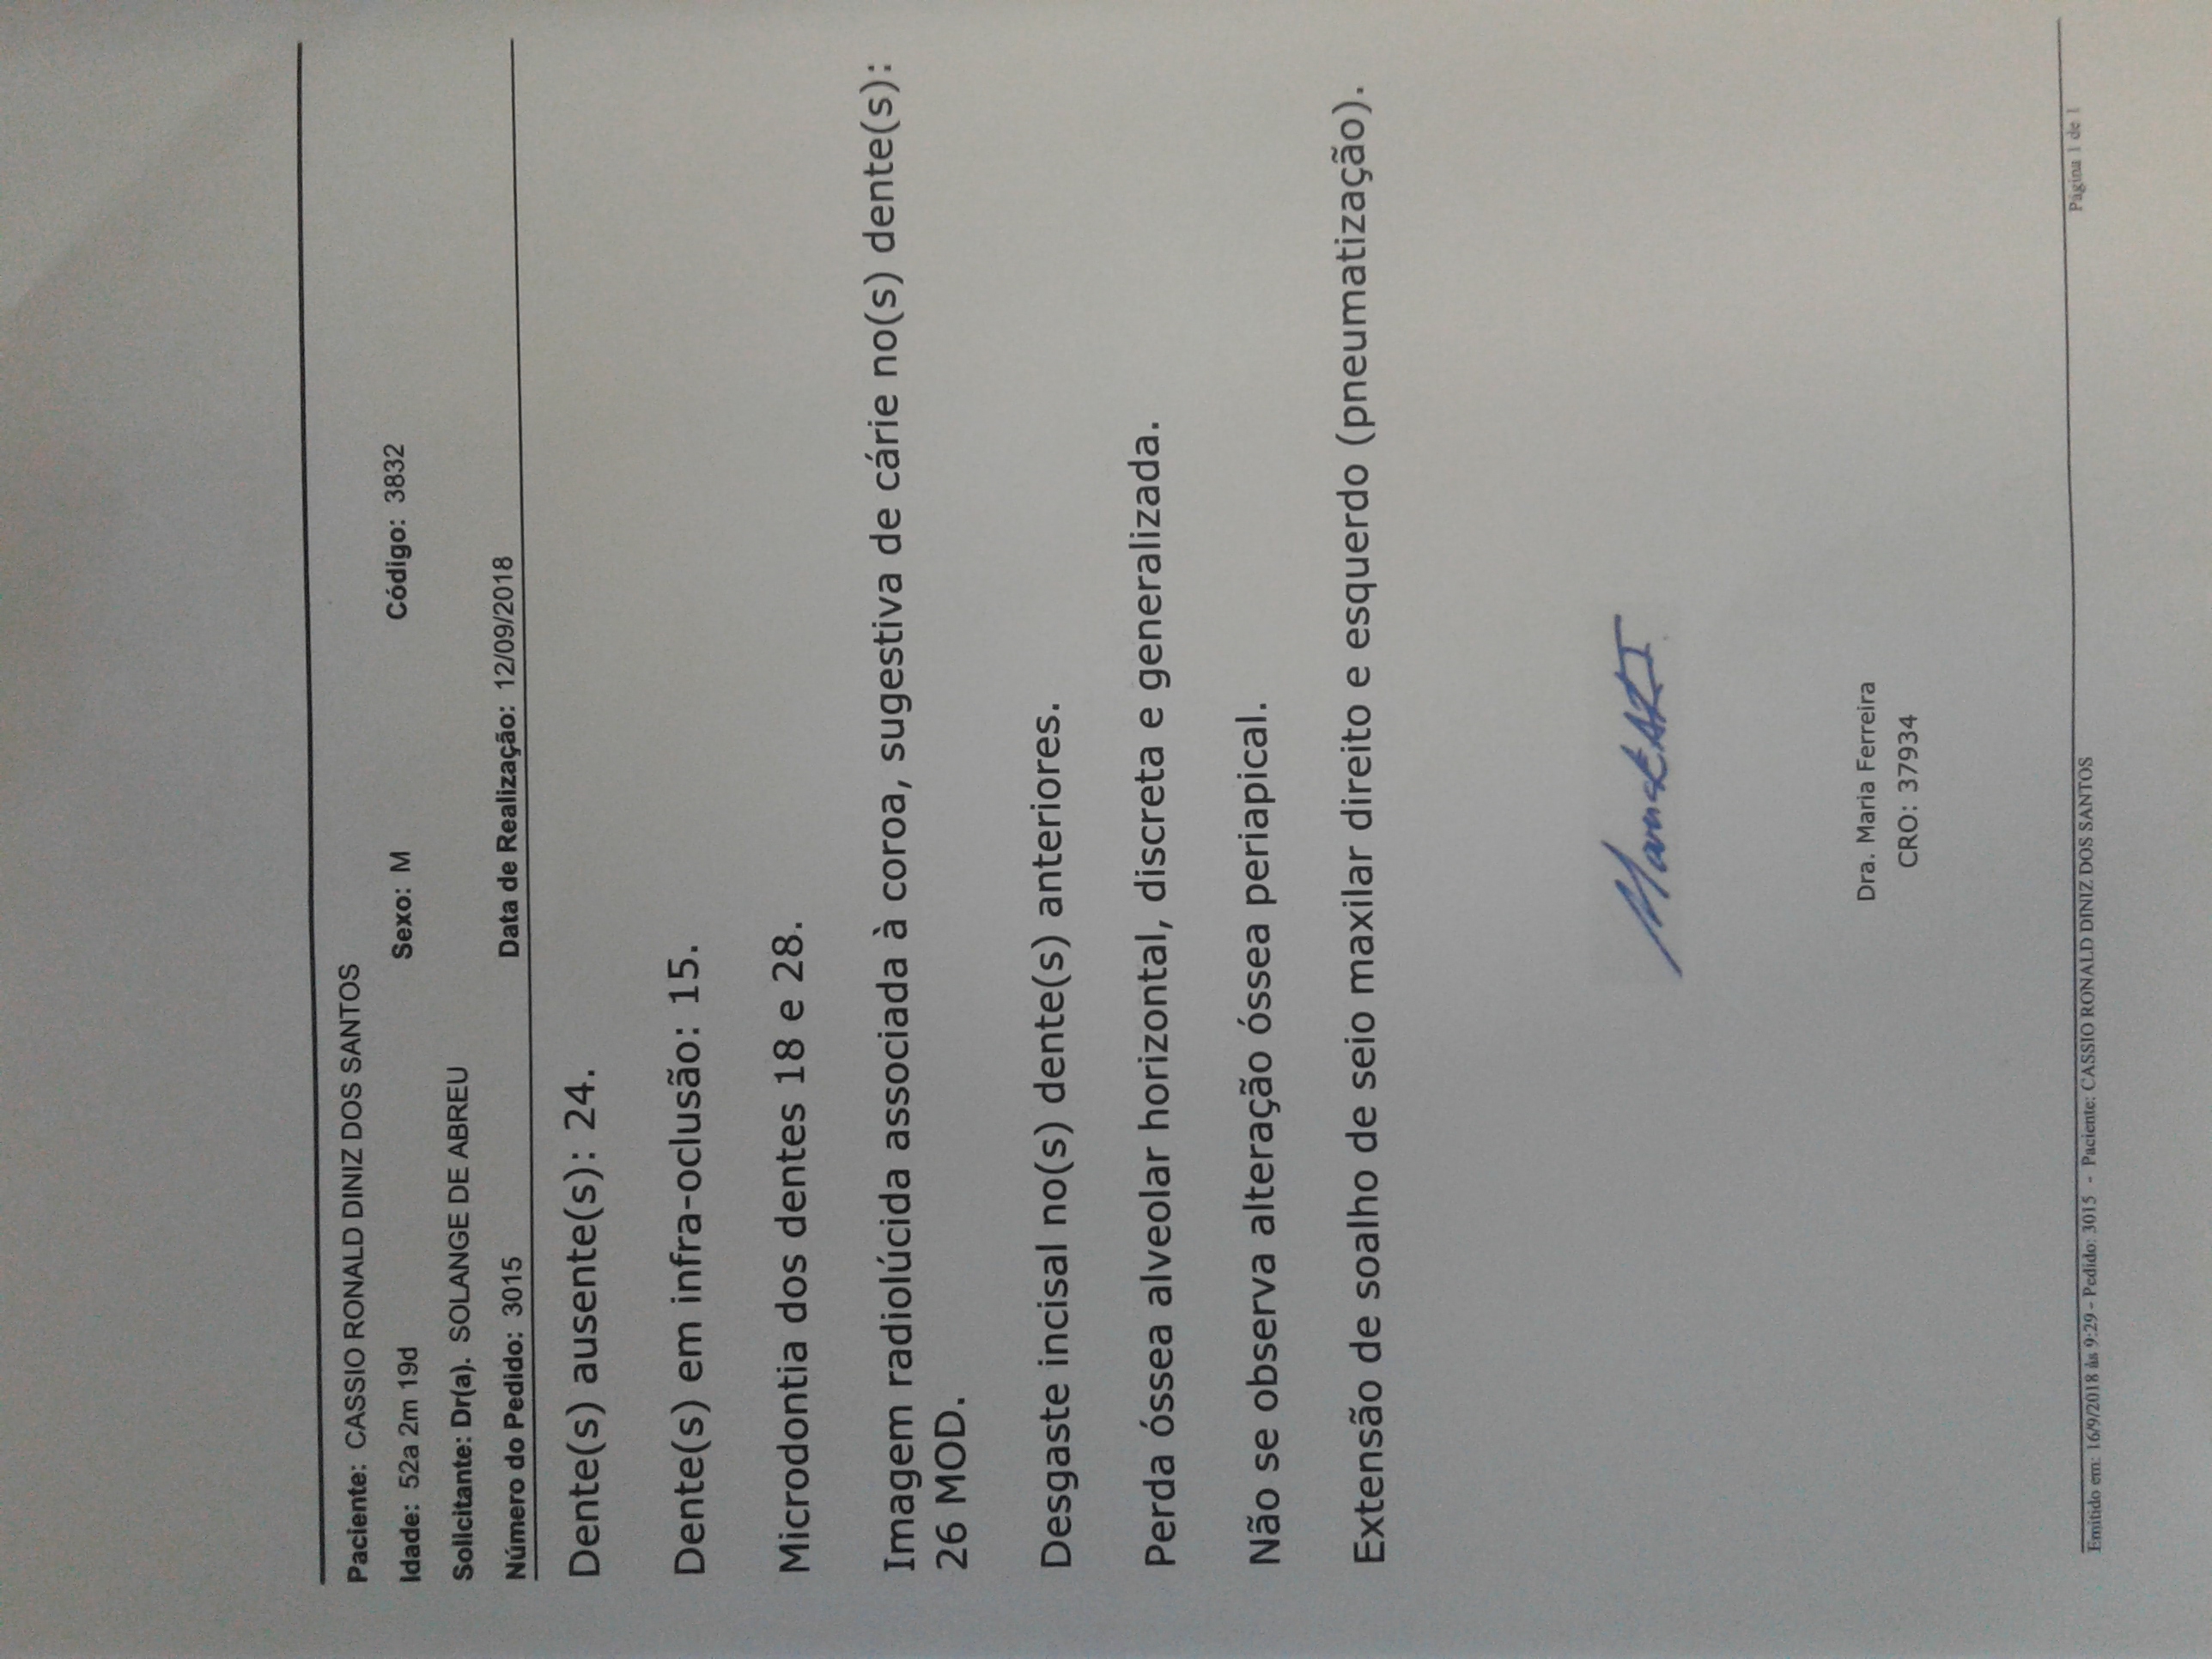 Paciente: CASSIO RONALD DINIZ DOS SANTOS
Idade: 52a 2m 19d Sexo: M Código: 3832
Solicitante: Dr(a). SOLANGE DE ABREU
Número do Pedido: 3015 Data de Realização: 12/09/2018
Dente(s) ausente(s): 24.
Dente(s) em infra-oclusão: 15.
Microdontia dos dentes 18 e 28.
Imagem radiolúcida associada à coroa, sugestiva de cárie no(s) dente(s):
26 MOD.
Desgaste incisal no(s) dente(s) anteriores.
Perda óssea alveolar horizontal, discreta e generalizada.
Não se observa alteração óssea periapical.
Extensão de soalho de seio maxilar direito e esquerdo (pneumatização).
Dra. Maria Ferreira
CRO: 37934
Emitido em: 16/9/2018 às 9:29 - Pedido: 3015 - Paciente: CASSIO RONALD DINIZ DOS SANTOS Página 1 de 1